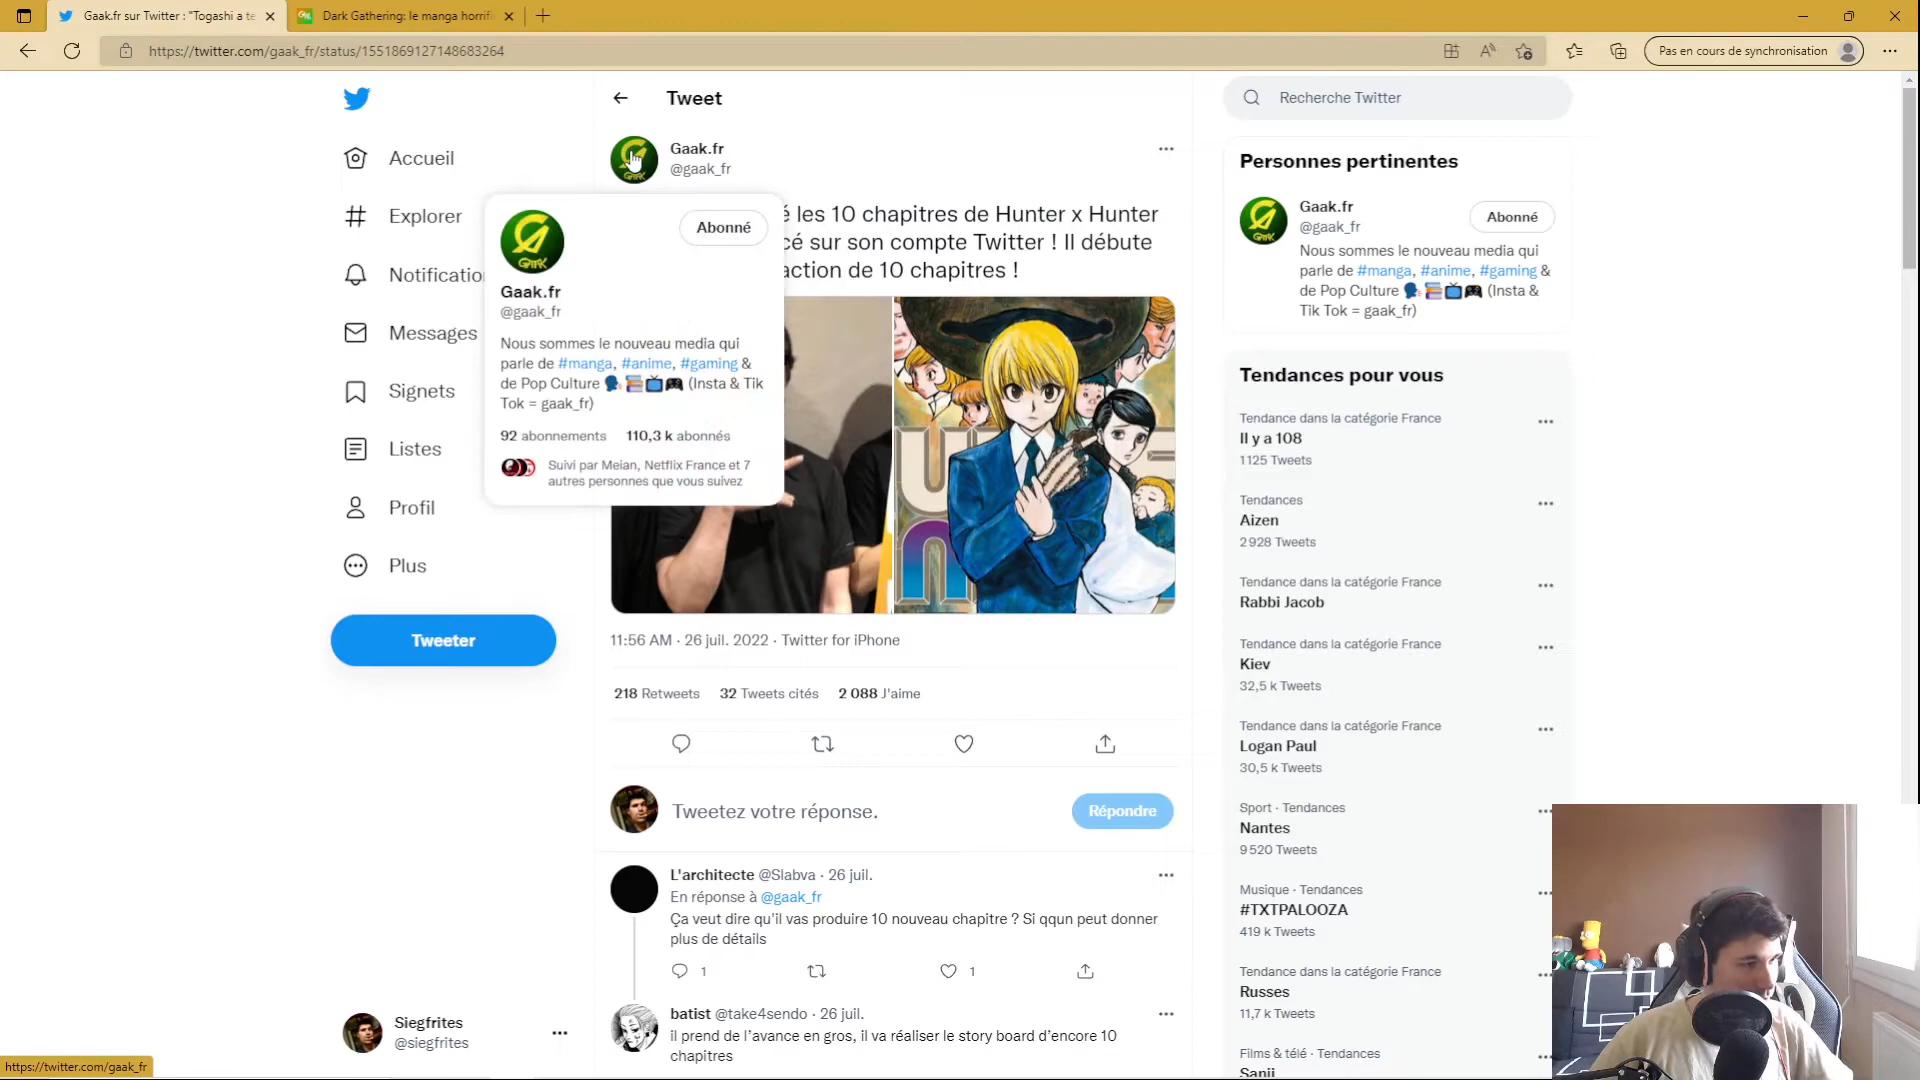 Gaak.fr sur Twitter : "Togashi a te
Dark Gathering: le manga horrifi
https://twitter.com/gaak_fr/status/1551869127148683264
Pas en cours de synchronisation
Accueil
Explorer
Notification
Messages
Signets
Listes
Profil
Plus
Tweeter
Siegfrites
@siegfrites
https://twitter.com/gaak_fr
Tweet
Gaak.fr
@gaak_fr
é les 10 chapitres de Hunter x Hunter
cé sur son compte Twitter ! Il débute
action de 10 chapitres !
GAAK
Abonné
Gaak.fr
@gaak_fr
Nous sommes le nouveau media qui
parle de #manga, #anime, #gaming &
de Pop Culture 🗣📚📺🎮 (Insta & Tik
Tok = gaak_fr)
92 abonnements 110,3 k abonnés
Suivi par Meian, Netflix France et 7
autres personnes que vous suivez
11:56 AM · 26 juil. 2022 · Twitter for iPhone
218 Retweets 32 Tweets cités 2 088 J'aime
Tweetez votre réponse.
Répondre
L'architecte @Slabva · 26 juil.
En réponse à @gaak_fr
Ça veut dire qu'il vas produire 10 nouveau chapitre ? Si qqun peut donner
plus de détails
1 1
batist @take4sendo · 26 juil.
il prend de l'avance en gros, il va réaliser le story board d'encore 10
chapitres
Recherche Twitter
Personnes pertinentes
Gaak.fr
@gaak_fr
Abonné
Nous sommes le nouveau media qui
parle de #manga, #anime, #gaming &
de Pop Culture 🗣📚📺🎮 (Insta &
Tik Tok = gaak_fr)
Tendances pour vous
Tendance dans la catégorie France
Il y a 108
1 125 Tweets
Tendances
Aizen
2 928 Tweets
Tendance dans la catégorie France
Rabbi Jacob
Tendance dans la catégorie France
Kiev
32,5 k Tweets
Tendance dans la catégorie France
Logan Paul
30,5 k Tweets
Sport · Tendances
Nantes
9 520 Tweets
Musique · Tendances
#TXTPALOOZA
419 k Tweets
Tendance dans la catégorie France
Russes
11,7 k Tweets
Films & télé · Tendances
Sanji